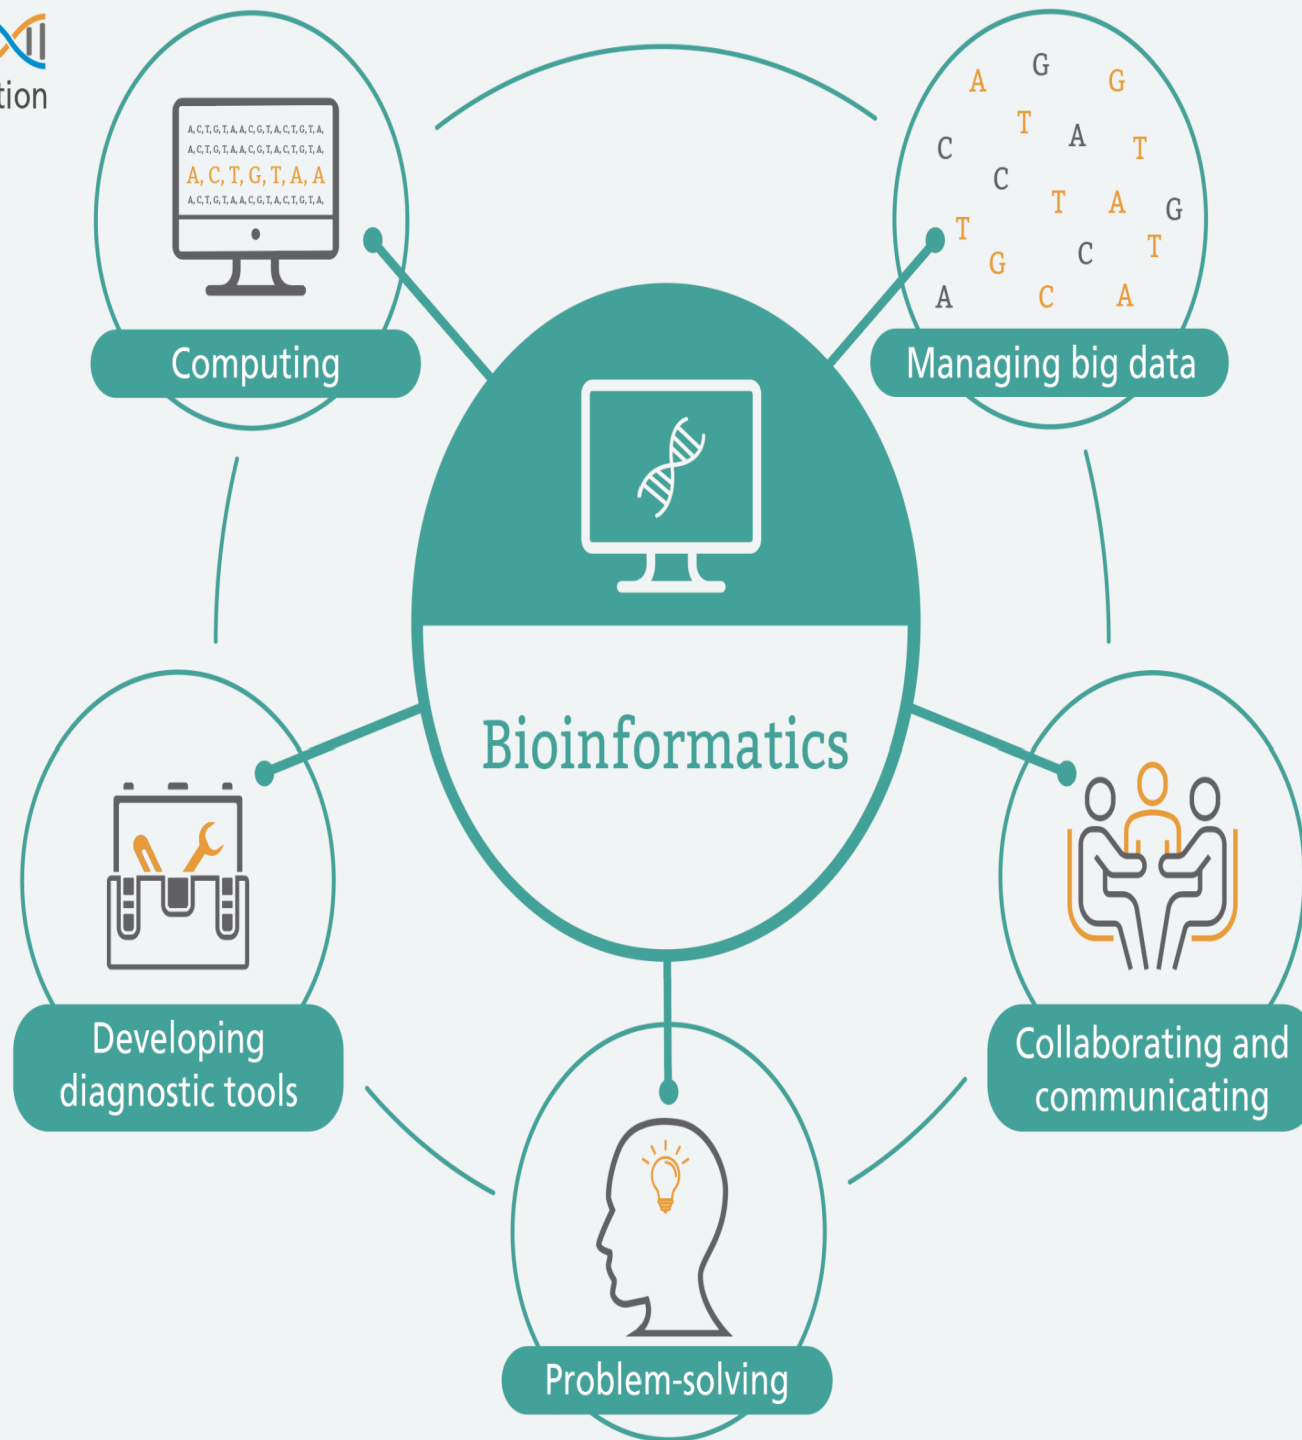 tion
A, C, T, G, T, A, A, C, G, T, A, C, T, G, T, A,
A, C, T, G, T, A, A, C, G, T, A, C, T, G, T, A,
A, C, T, G, T, A, A
A, C, T, G, T, A, A, C, G, T, A, C, T, G, T, A,
Computing
A G G
T
C A T
C
T A G
T
G C T
A C A
Managing big data
Bioinformatics
Developing
diagnostic tools
Collaborating and
communicating
Problem-solving